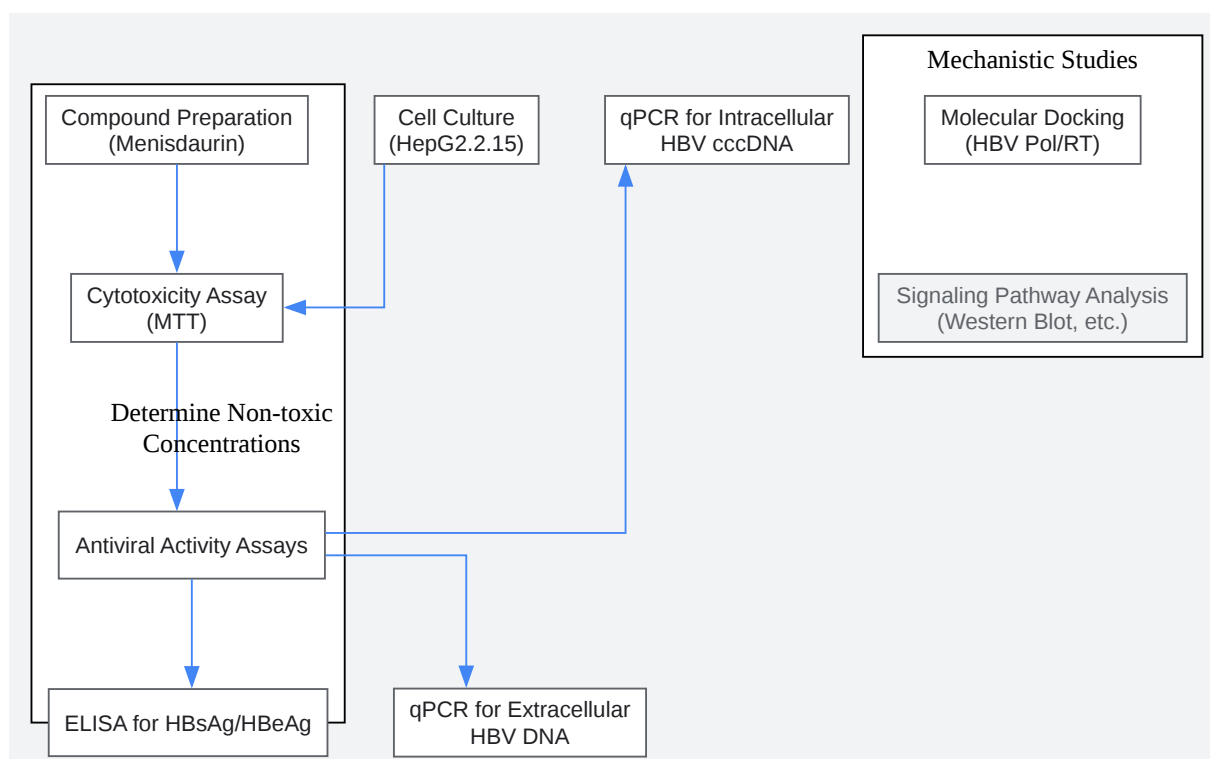 Mechanistic Studies
Compound Preparation
(Menisdaurin)
Cell Culture
(HepG2.2.15)
qPCR for Intracellular
HBV cccDNA
Molecular Docking
(HBV Pol/RT)
Cytotoxicity Assay
(MTT)
Signaling Pathway Analysis
(Western Blot, etc.)
Determine Non-toxic
Concentrations
Antiviral Activity Assays
ELISA for HBsAg/HBeAg
qPCR for Extracellular
HBV DNA